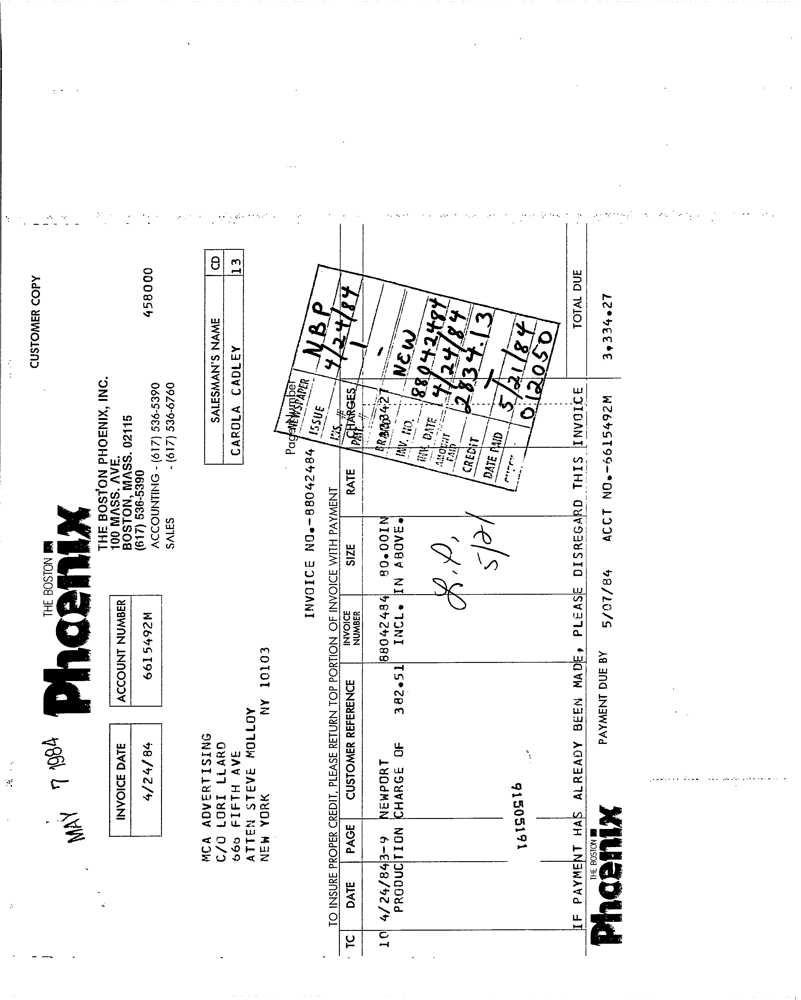 CUSTOMER COPY
MAY 7 1984
THE BOSTON
Phoenix
THE BOSTON PHOENIX, INC.
100 MASS. AVE.
BOSTON, MASS. 02115
(617) 536-5390
ACCOUNTING - (617) 536-5390
SALES - (617) 536-6760
458000
INVOICE DATE
4/24/84
ACCOUNT NUMBER
6615492M
SALESMAN'S NAME CD
CAROLA CADLEY 13
MCA ADVERTISING
C/O LORI LLARD
666 FIFTH AVE
ATTEN STEVE MOLLOY
NEW YORK NY 10103
INVOICE NO.-88042484
Page Number
TO INSURE PROPER CREDIT, PLEASE RETURN TOP PORTION OF INVOICE WITH PAYMENT
TC DATE PAGE CUSTOMER REFERENCE INVOICE NUMBER SIZE RATE CHARGES
10 4/24/84 3-9 NEWPORT 88042484 80.00IN
PRODUCTION CHARGE OF 382.51 INCL. IN ABOVE.
NEWSPAPER NBP
ISSUE 4/24/84
INS. # 1
BRAND NEW
INV. NO. 88042484
INV. DATE 4/24/84
AMOUNT PAID 2834.13
CREDIT —
DATE PAID 5/21/84
012050
L.P.
5/21
91505161
IF PAYMENT HAS ALREADY BEEN MADE, PLEASE DISREGARD THIS INVOICE
TOTAL DUE
THE BOSTON
Phoenix
PAYMENT DUE BY 5/07/84 ACCT NO.-6615492M 3,334.27